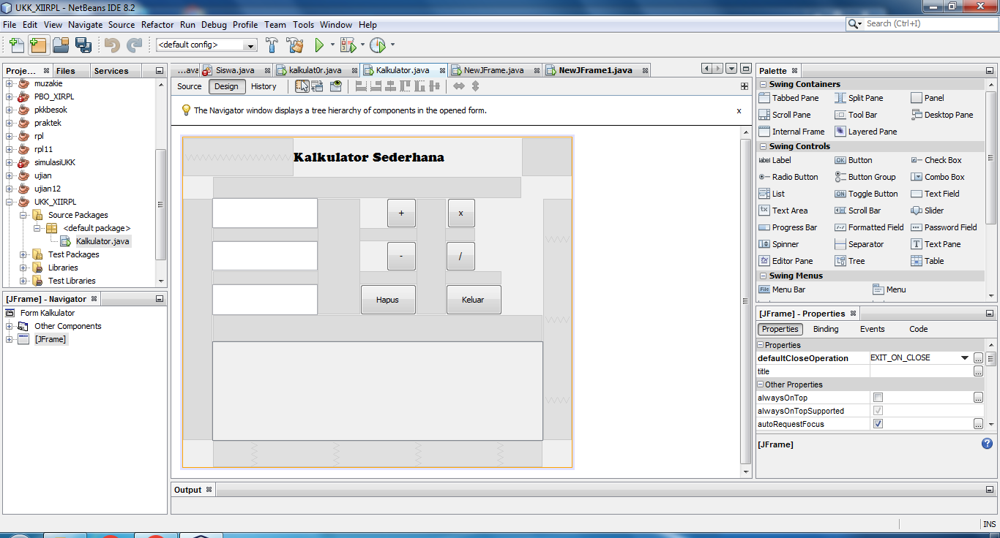 UKK_XIIRPL - NetBeans IDE 8.2
File Edit View Navigate Source Refactor Run Debug Profile Team Tools Window Help
Search (Ctrl+I)
<default config>
Proje... Files Services
muzakie
PBO_XIRPL
pkkbesok
praktek
rpl
rpl11
simulasiUKK
ujian
ujian12
UKK_XIIRPL
Source Packages
<default package>
Kalkulator.java
Test Packages
Libraries
Test Libraries
[JFrame] - Navigator
Form Kalkulator
Other Components
[JFrame]
...ava Siswa.java kalkulat0r.java Kalkulator.java NewJFrame.java NewJFrame1.java
Source Design History
The Navigator window displays a tree hierarchy of components in the opened form. x
Kalkulator Sederhana
+ x
- /
Hapus Keluar
Output
Palette
Swing Containers
Tabbed Pane Split Pane Panel
Scroll Pane Tool Bar Desktop Pane
Internal Frame Layered Pane
Swing Controls
label Label OK Button Check Box
Radio Button Button Group Combo Box
List ON Toggle Button Text Field
Text Area Scroll Bar Slider
Progress Bar Formatted Field Password Field
Spinner Separator Text Pane
Editor Pane Tree Table
Swing Menus
File Menu Bar Menu
[JFrame] - Properties
Properties Binding Events Code
Properties
defaultCloseOperation EXIT_ON_CLOSE ...
title ...
Other Properties
alwaysOnTop ...
alwaysOnTopSupported
autoRequestFocus ...
[JFrame] ?
INS